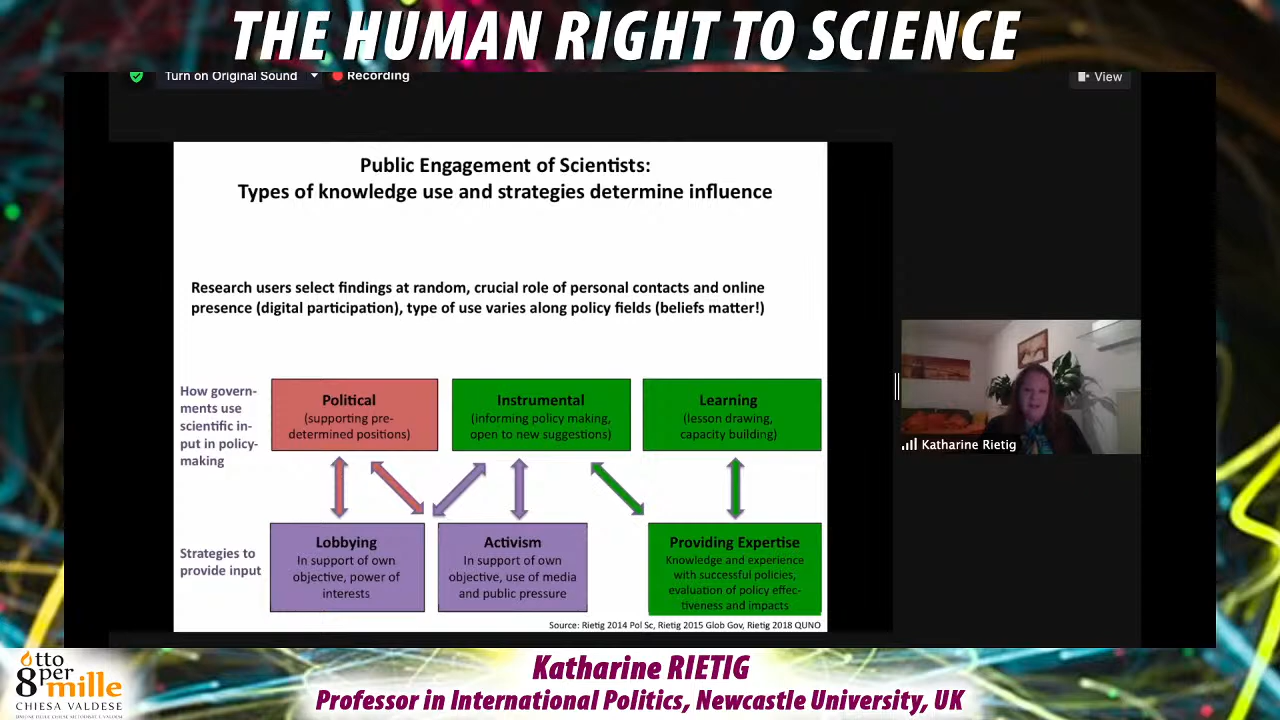 THE HUMAN RIGHT TO SCIENCE
Turn on Original Sound
Recording
View
Public Engagement of Scientists:
Types of knowledge use and strategies determine influence
Research users select findings at random, crucial role of personal contacts and online
presence (digital participation), type of use varies along policy fields (beliefs matter!)
How govern-
ments use
scientific in-
put in policy-
making
Political
(supporting pre-
determined positions)
Instrumental
(informing policy making,
open to new suggestions)
Learning
(lesson drawing,
capacity building)
Strategies to
provide input
Lobbying
In support of own
objective, power of
interests
Activism
In support of own
objective, use of media
and public pressure
Providing Expertise
Knowledge and experience
with successful policies,
evaluation of policy effec-
tiveness and impacts
Source: Rietig 2014 Pol Sc, Rietig 2015 Glob Gov, Rietig 2018 QUNO
Katharine Rietig
otto
per
8 mille
CHIESA VALDESE
UNIONE DELLE CHIESE METODISTE E VALDESI
Katharine RIETIG
Professor in International Politics, Newcastle University, UK